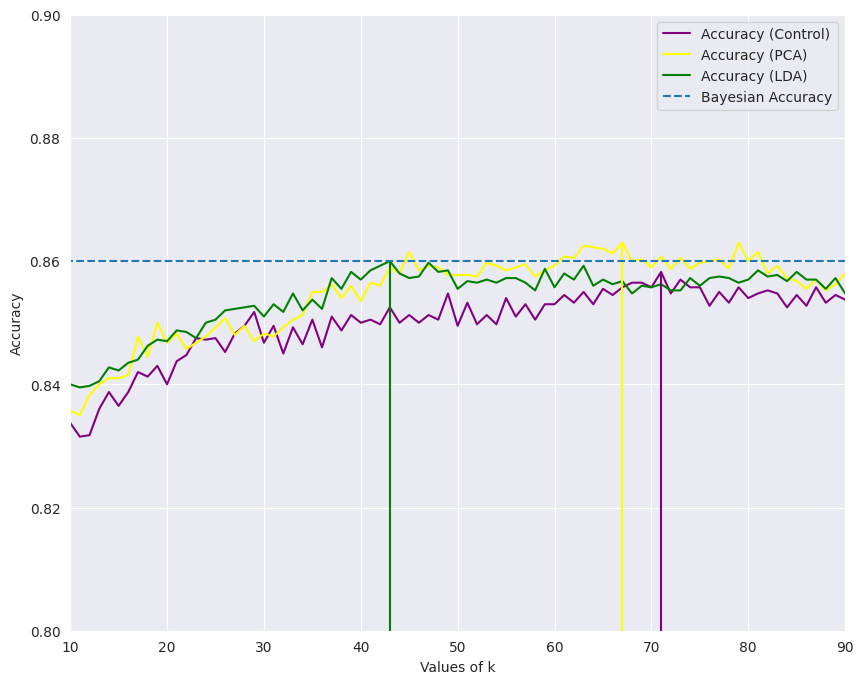 0.90
0.88
0.86
0.84
0.82
0.80
Accuracy
Accuracy (Control)
Accuracy (PCA)
Accuracy (LDA)
Bayesian Accuracy
10 20 30 40 50 60 70 80 90
Values of k